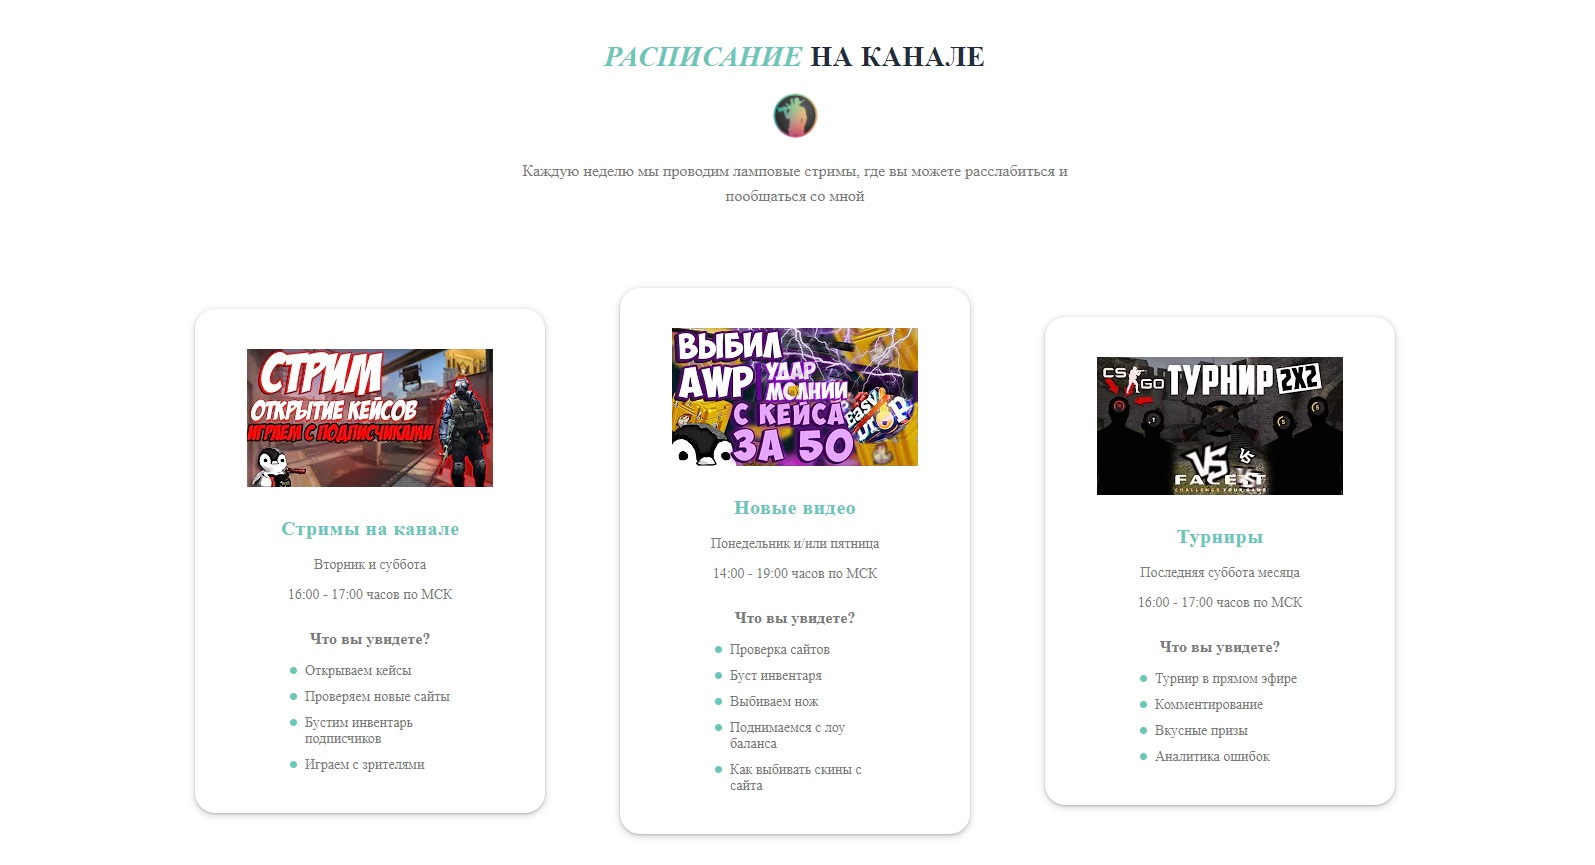 РАСПИСАНИЕ НА КАНАЛЕ
Каждую неделю мы проводим ламповые стримы, где вы можете расслабиться и
пообщаться со мной
СТРИМ
ОТКРЫТИЕ КЕЙСОВ
ИГРАЕМ С ПОДПИСЧИКАМИ
Стримы на канале
Вторник и суббота
16:00 - 17:00 часов по МСК
Что вы увидете?
Открываем кейсы
Проверяем новые сайты
Бустим инвентарь
подписчиков
Играем с зрителями
ВЫБИЛ
AWP УДАР
МОЛНИИ
С КЕЙСА
ЗА 50
Easy
DROP
Новые видео
Понедельник и/или пятница
14:00 - 19:00 часов по МСК
Что вы увидете?
Проверка сайтов
Буст инвентаря
Выбиваем нож
Поднимаемся с лоу
баланса
Как выбивать скины с
сайта
CS GO ТУРНИР 2X2
VS
VS
FACEIT
CHALLENGE YOUR GAME
Турниры
Последняя суббота месяца
16:00 - 17:00 часов по МСК
Что вы увидете?
Турнир в прямом эфире
Комментирование
Вкусные призы
Аналитика ошибок